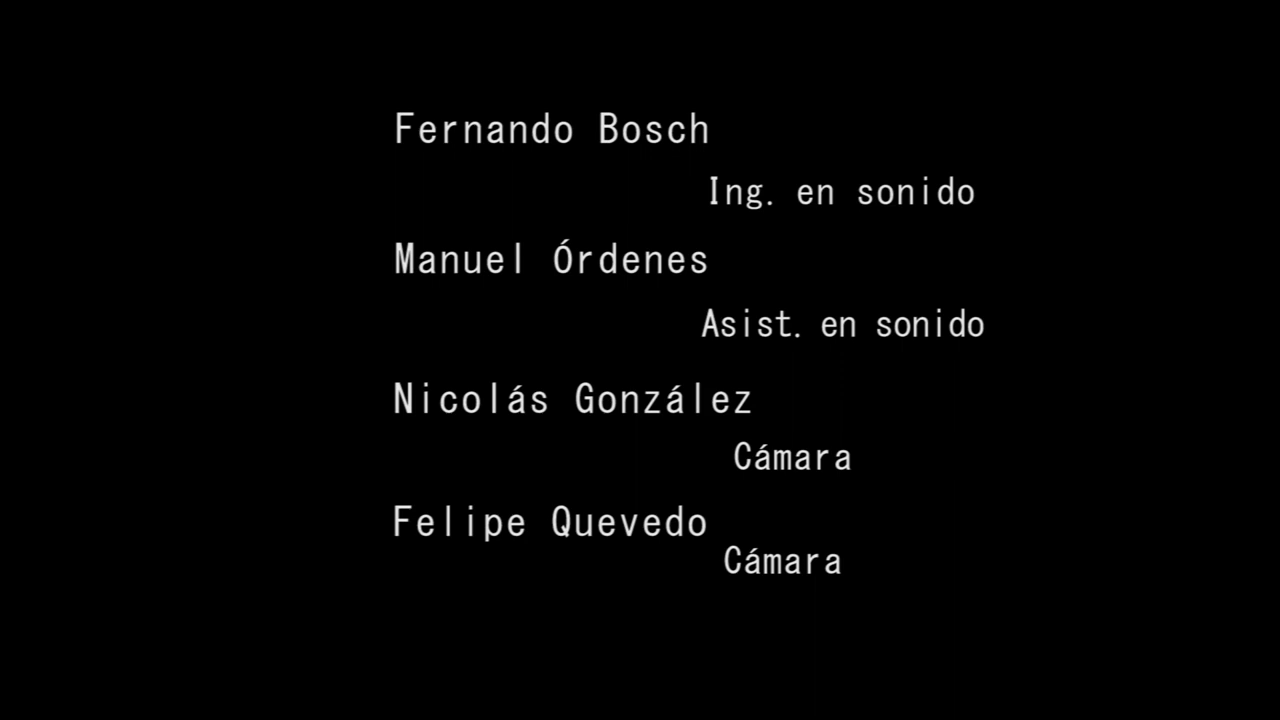 Fernando Bosch
Ing. en sonido
Manuel Órdenes
Asist. en sonido
Nicolás González
Cámara
Felipe Quevedo
Cámara